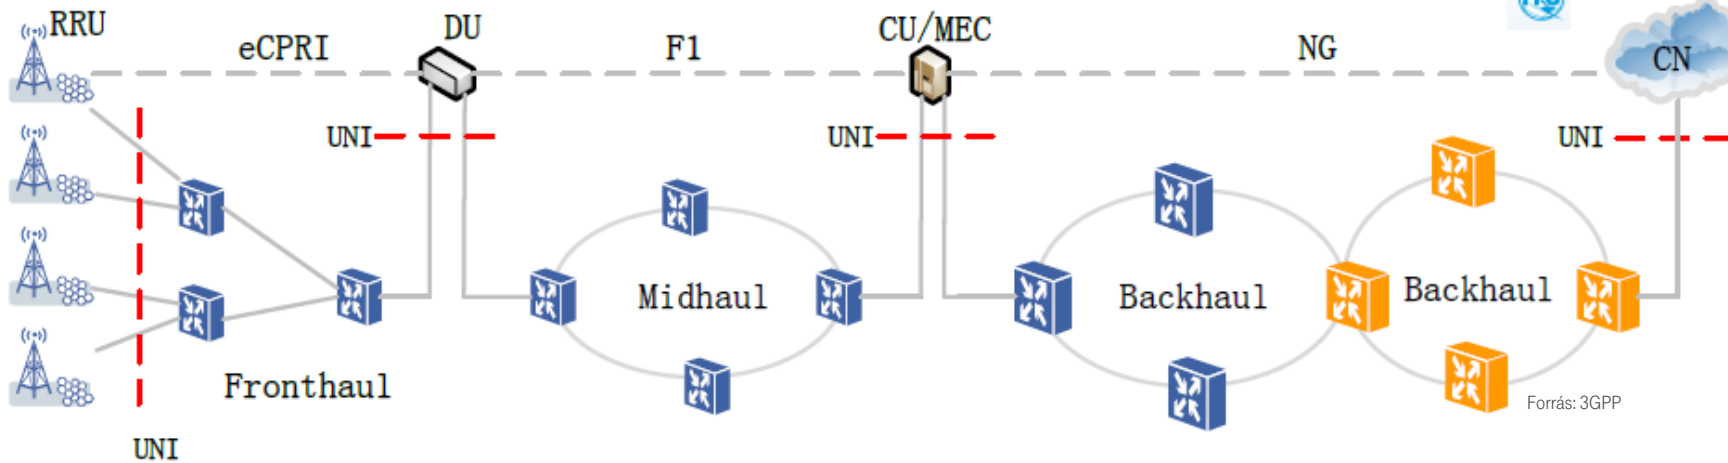 RRU
eCPRI
DU
F1
CU/MEC
NG
CN
UNI
UNI
UNI
Midhaul
Backhaul
Backhaul
Fronthaul
Forrás: 3GPP
UNI